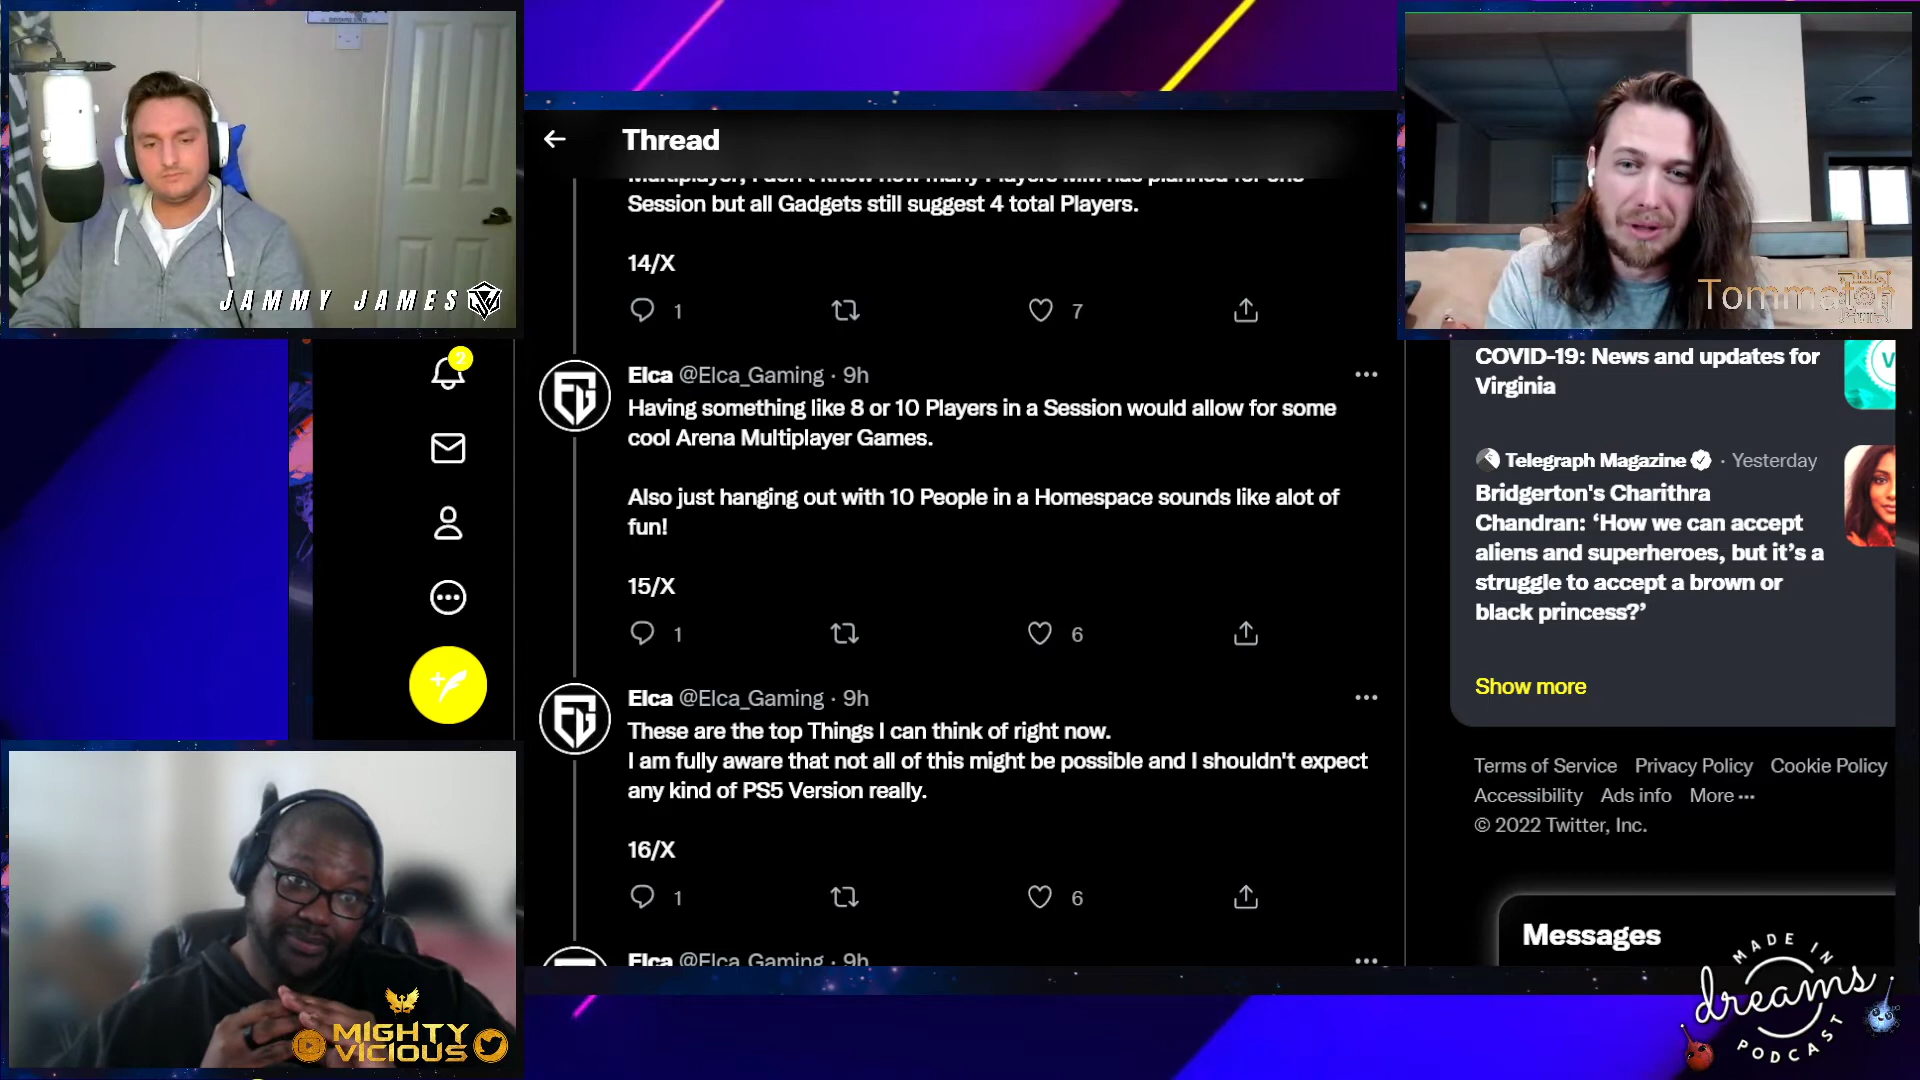 JAMMY JAMES
Thread
Session but all Gadgets still suggest 4 total Players.
14/X
1
7
2
Elca @Elca_Gaming · 9h
Having something like 8 or 10 Players in a Session would allow for some
cool Arena Multiplayer Games.
Also just hanging out with 10 People in a Homespace sounds like alot of
fun!
15/X
1
6
Elca @Elca_Gaming · 9h
These are the top Things I can think of right now.
I am fully aware that not all of this might be possible and I shouldn't expect
any kind of PS5 Version really.
16/X
1
6
Elca @Elca_Gaming · 9h
COVID-19: News and updates for
Virginia
Telegraph Magazine · Yesterday
Bridgerton's Charithra
Chandran: ‘How we can accept
aliens and superheroes, but it’s a
struggle to accept a brown or
black princess?’
Show more
Terms of Service Privacy Policy Cookie Policy
Accessibility Ads info More ···
© 2022 Twitter, Inc.
Messages
MIGHTY
VICIOUS
MADE IN
dreams
PODCAST